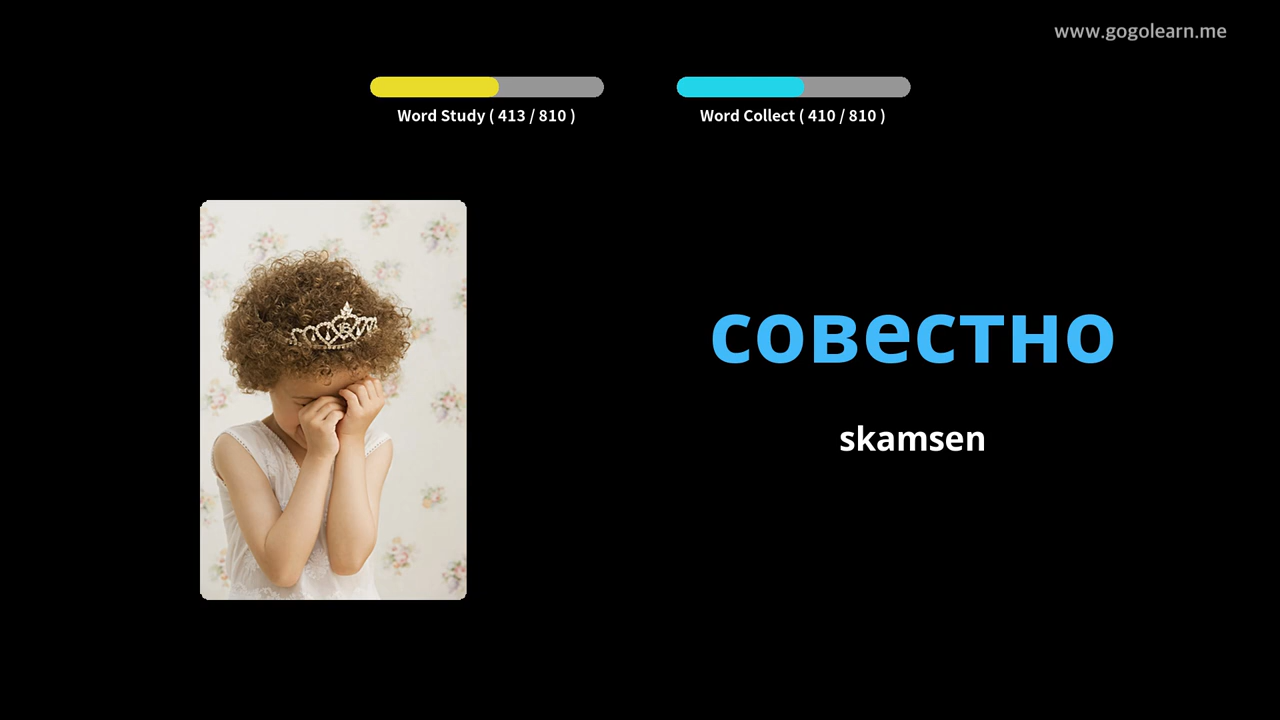 www.gogolearn.me
Word Study ( 413 / 810 )
Word Collect ( 410 / 810 )
совестно
skamsen